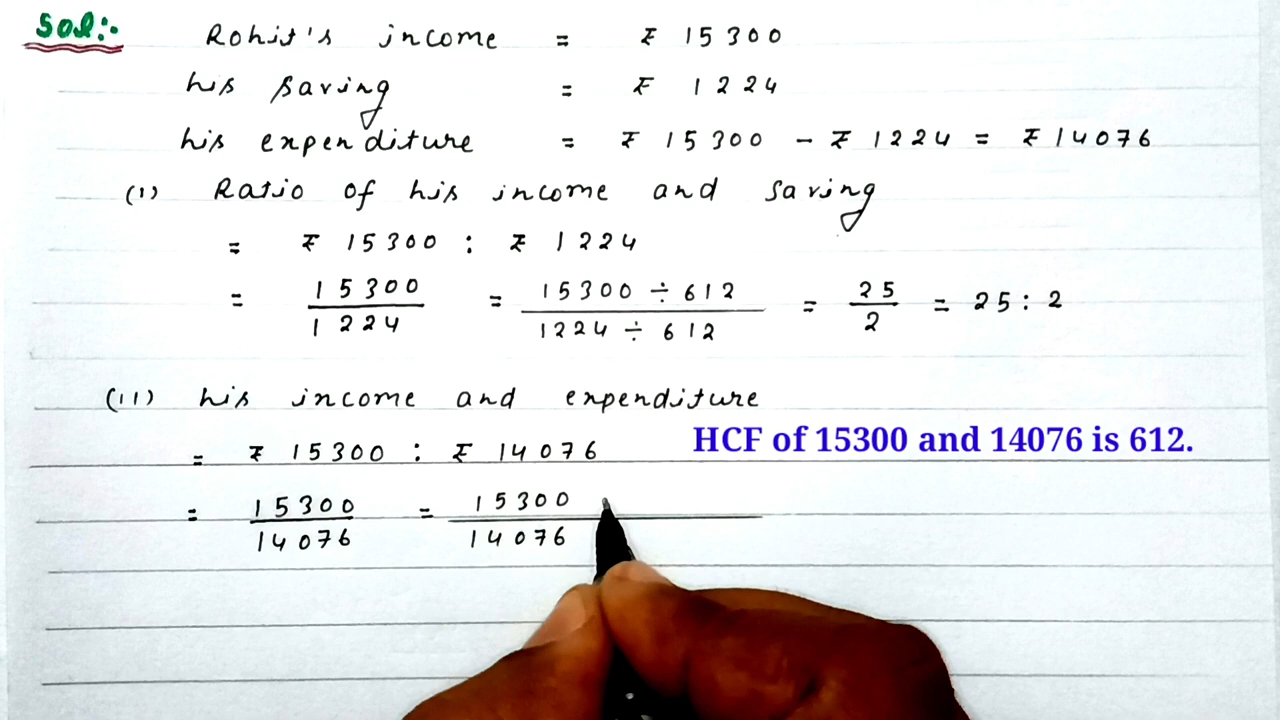 Sol:-
Rohit's income = ₹ 15300
his saving = ₹ 1224
his expenditure = ₹ 15300 - ₹ 1224 = ₹ 14076
(i) Ratio of his income and saving
= ₹ 15300 : ₹ 1224
= 15300/1224 = 15300 ÷ 612/1224 ÷ 612 = 25/2 = 25 : 2
(ii) his income and expenditure
= ₹ 15300 : ₹ 14076
HCF of 15300 and 14076 is 612.
= 15300/14076 = 15300/14076